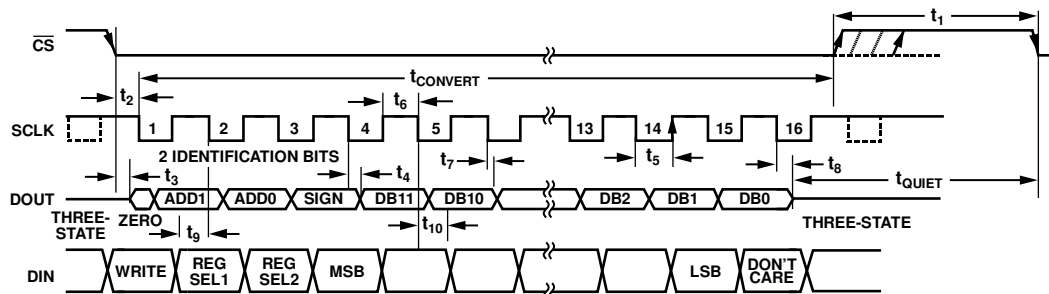 t1
CS
tCONVERT
t2
t6
SCLK
1 2 3 4 5 13 14 15 16
2 IDENTIFICATION BITS
t3 t4 t7 t5 t8
tQUIET
DOUT
ADD1 ADD0 SIGN DB11 DB10 DB2 DB1 DB0
THREE-STATE
ZERO
t9 t10
THREE-STATE
DIN
WRITE REG SEL1 REG SEL2 MSB LSB DON'T CARE